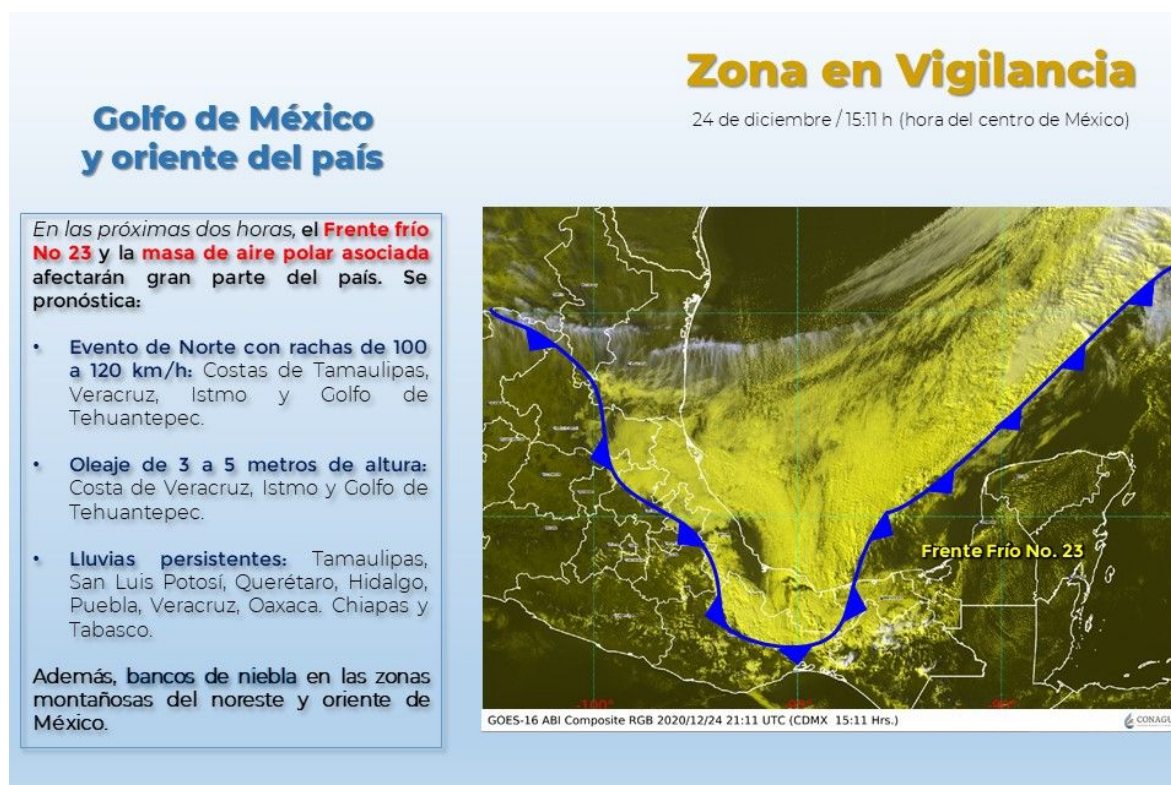 Zona en Vigilancia
24 de diciembre / 15:11 h (hora del centro de México)
Golfo de México
y oriente del país
En las próximas dos horas, el Frente frío
No 23 y la masa de aire polar asociada
afectarán gran parte del país. Se
pronóstica:
• Evento de Norte con rachas de 100
a 120 km/h: Costas de Tamaulipas,
Veracruz, Istmo y Golfo de
Tehuantepec.
• Oleaje de 3 a 5 metros de altura:
Costa de Veracruz, Istmo y Golfo de
Tehuantepec.
• Lluvias persistentes: Tamaulipas,
San Luis Potosí, Querétaro, Hidalgo,
Puebla, Veracruz, Oaxaca. Chiapas y
Tabasco.
Además, bancos de niebla en las zonas
montañosas del noreste y oriente de
México.
Frente Frío No. 23
-100°
GOES-16 ABI Composite RGB 2020/12/24 21:11 UTC (CDMX 15:11 Hrs.)
CONAGU